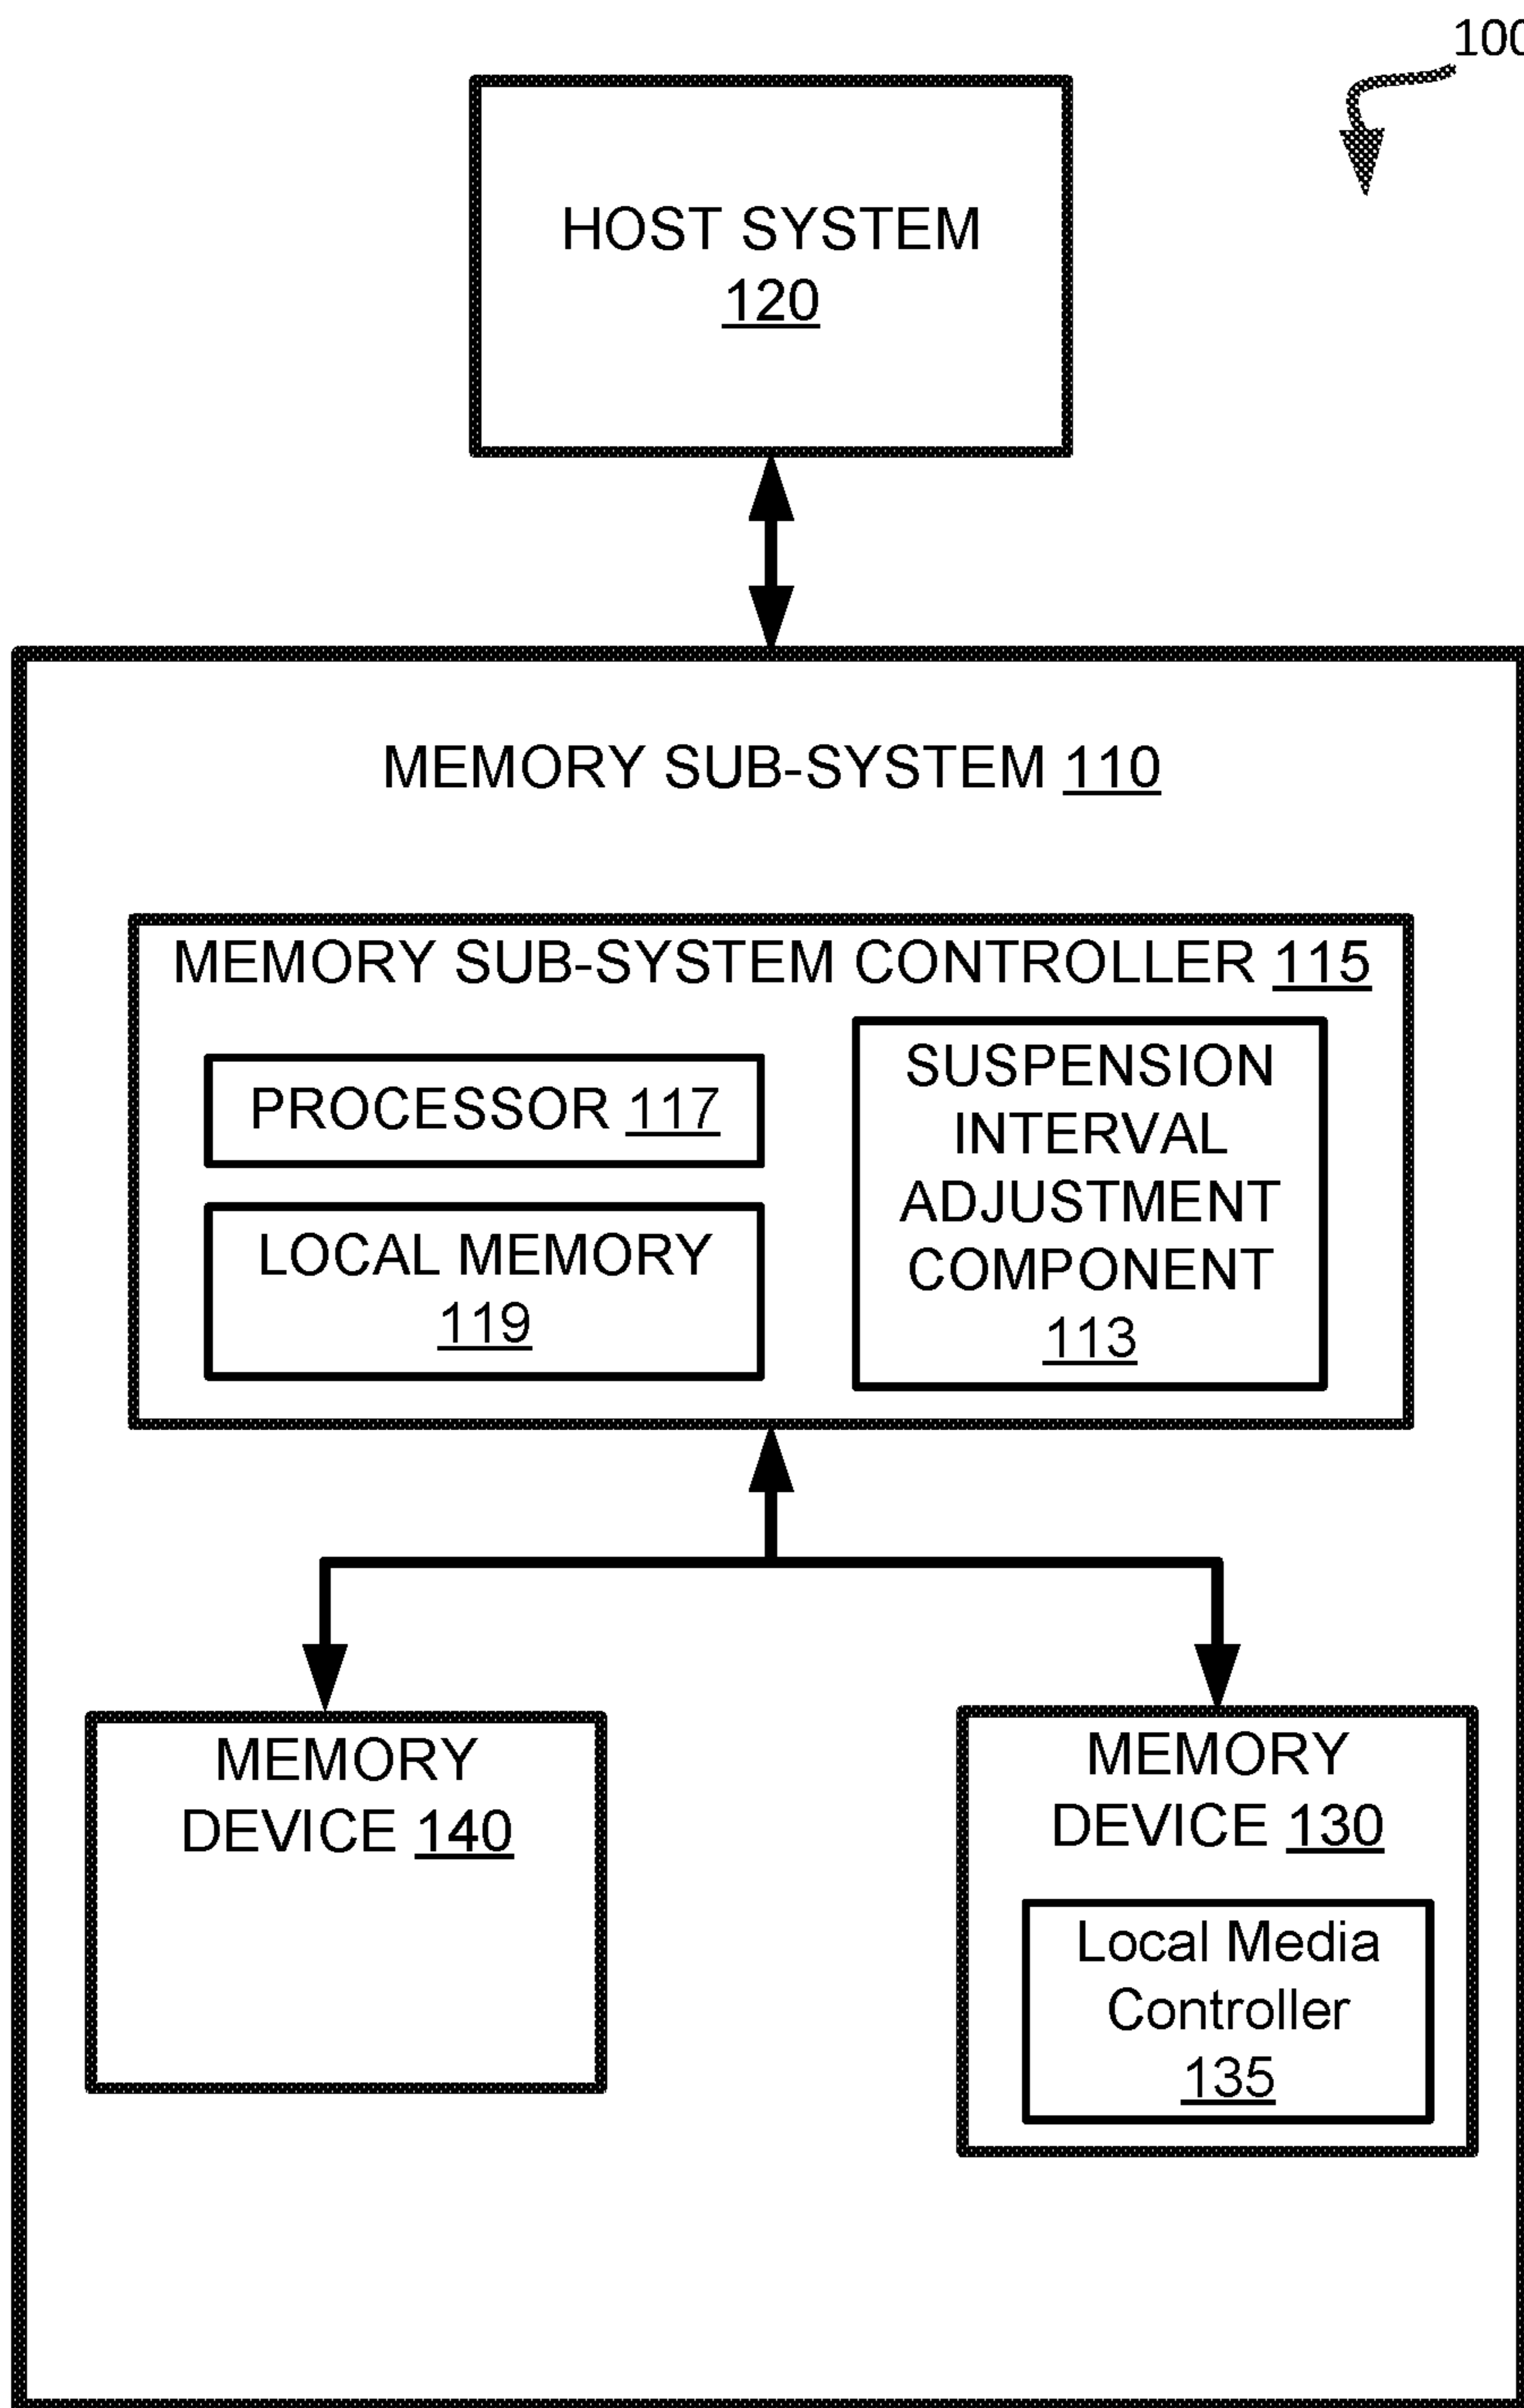 100
HOST SYSTEM
120
MEMORY SUB-SYSTEM 110
MEMORY SUB-SYSTEM CONTROLLER 115
PROCESSOR 117
LOCAL MEMORY
119
SUSPENSION
INTERVAL
ADJUSTMENT
COMPONENT
113
MEMORY
DEVICE 140
MEMORY
DEVICE 130
Local Media
Controller
135